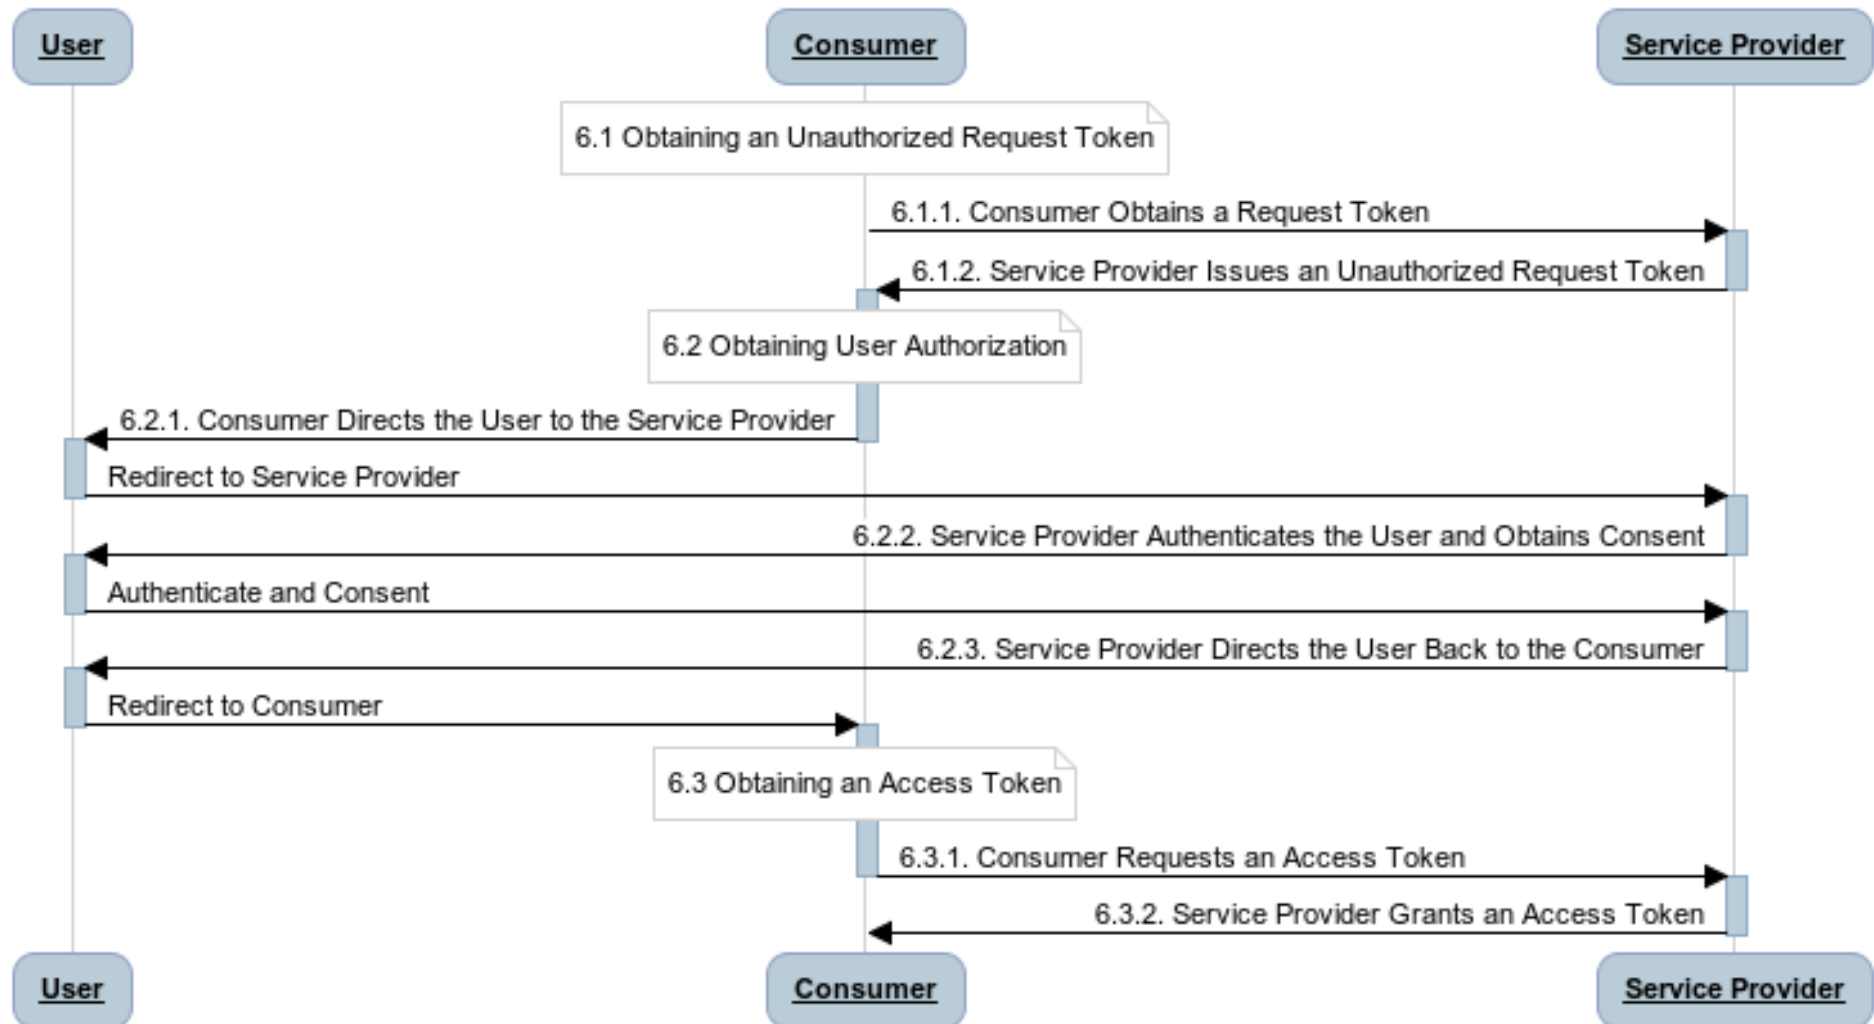 User
Consumer
Service Provider
6.1 Obtaining an Unauthorized Request Token
6.1.1. Consumer Obtains a Request Token
6.1.2. Service Provider Issues an Unauthorized Request Token
6.2 Obtaining User Authorization
6.2.1. Consumer Directs the User to the Service Provider
Redirect to Service Provider
6.2.2. Service Provider Authenticates the User and Obtains Consent
Authenticate and Consent
6.2.3. Service Provider Directs the User Back to the Consumer
Redirect to Consumer
6.3 Obtaining an Access Token
6.3.1. Consumer Requests an Access Token
6.3.2. Service Provider Grants an Access Token
User
Consumer
Service Provider